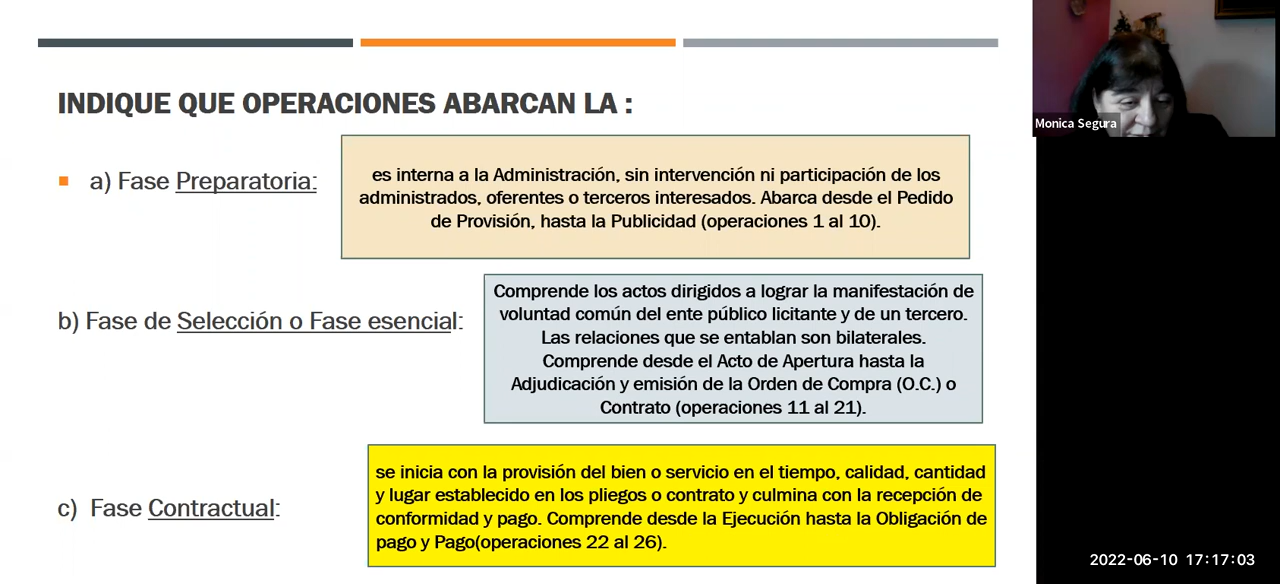 INDIQUE QUE OPERACIONES ABARCAN LA :
a) Fase Preparatoria:
es interna a la Administración, sin intervención ni participación de los
administrados, oferentes o terceros interesados. Abarca desde el Pedido
de Provisión, hasta la Publicidad (operaciones 1 al 10).
b) Fase de Selección o Fase esencial:
Comprende los actos dirigidos a lograr la manifestación de
voluntad común del ente público licitante y de un tercero.
Las relaciones que se entablan son bilaterales.
Comprende desde el Acto de Apertura hasta la
Adjudicación y emisión de la Orden de Compra (O.C.) o
Contrato (operaciones 11 al 21).
c) Fase Contractual:
se inicia con la provisión del bien o servicio en el tiempo, calidad, cantidad
y lugar establecido en los pliegos o contrato y culmina con la recepción de
conformidad y pago. Comprende desde la Ejecución hasta la Obligación de
pago y Pago(operaciones 22 al 26).
Monica Segura
2022-06-10 17:17:03